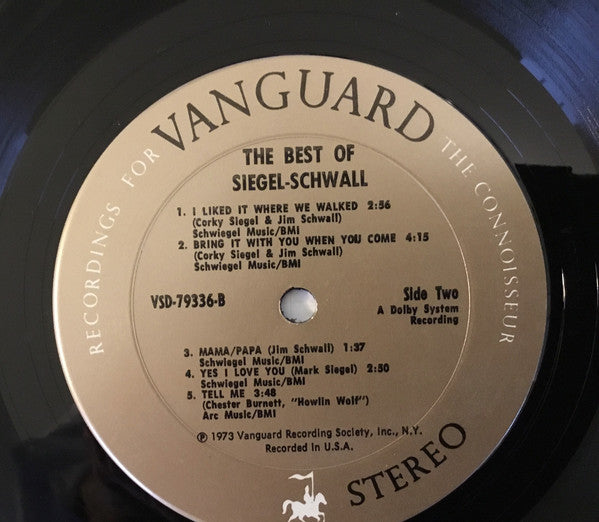 RECORDINGS FOR VANGUARD THE CONNOISSEUR
THE BEST OF
SIEGEL-SCHWALL
1. I LIKED IT WHERE WE WALKED 2:56
(Corky Siegel & Jim Schwall)
Schwiegel Music/BMI
2. BRING IT WITH YOU WHEN YOU COME 4:15
(Corky Siegel & Jim Schwall)
Schwiegel Music/BMI
VSD-79336-B
Side Two
A Dolby System
Recording
3. MAMA/PAPA (Jim Schwall) 1:37
Schwiegel Music/BMI
4. YES I LOVE YOU (Mark Siegel) 2:50
Schwiegel Music/BMI
5. TELL ME 3:48
(Chester Burnett, "Howlin Wolf")
Arc Music/BMI
℗ 1973 Vanguard Recording Society, Inc., N.Y.
Recorded in U.S.A.
STEREO